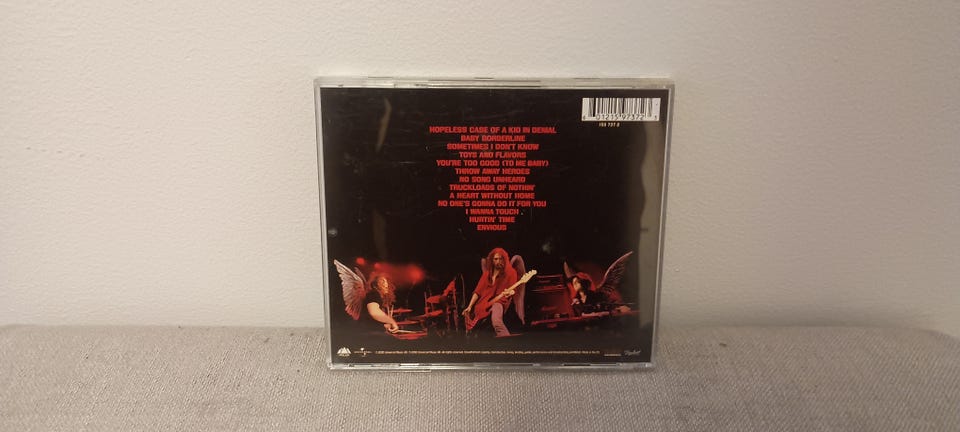 HOPELESS CASE OF A KID IN DENIAL
BABY BORDERLINE
SOMETIMES I DON'T KNOW
TOYS AND FLAVORS
YOU'RE TOO GOOD (TO ME BABY)
THROW AWAY HEROES
NO SONG UNHEARD
TRUCKLOADS OF NOTHIN'
A HEART WITHOUT HOME
NO ONE'S GONNA DO IT FOR YOU
I WANNA TOUCH
HURTIN' TIME
ENVIOUS